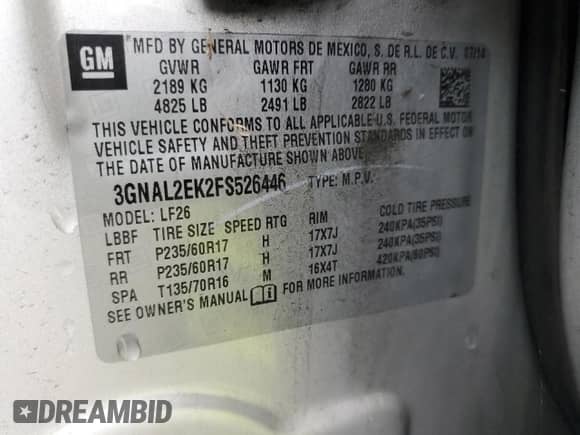 GM MFD BY GENERAL MOTORS DE MEXICO, S. DE R.L. DE C.V. 07/14
GVWR GAWR FRT GAWR RR
2189 KG 1130 KG 1280 KG
4825 LB 2491 LB 2822 LB
THIS VEHICLE CONFORMS TO ALL APPLICABLE U.S. FEDERAL MOTOR
VEHICLE SAFETY AND THEFT PREVENTION STANDARDS IN EFFECT ON
THE DATE OF MANUFACTURE SHOWN ABOVE.
3GNAL2EK2FS526446 TYPE: M.P.V.
MODEL: LF26
LBBF TIRE SIZE SPEED RTG RIM COLD TIRE PRESSURE
FRT P235/60R17 H 17X7J 240KPA(35PSI)
RR P235/60R17 H 17X7J 240KPA(35PSI)
SPA T135/70R16 M 16X4T 420KPA(60PSI)
SEE OWNER'S MANUAL FOR MORE INFORMATION.
DREAMBID